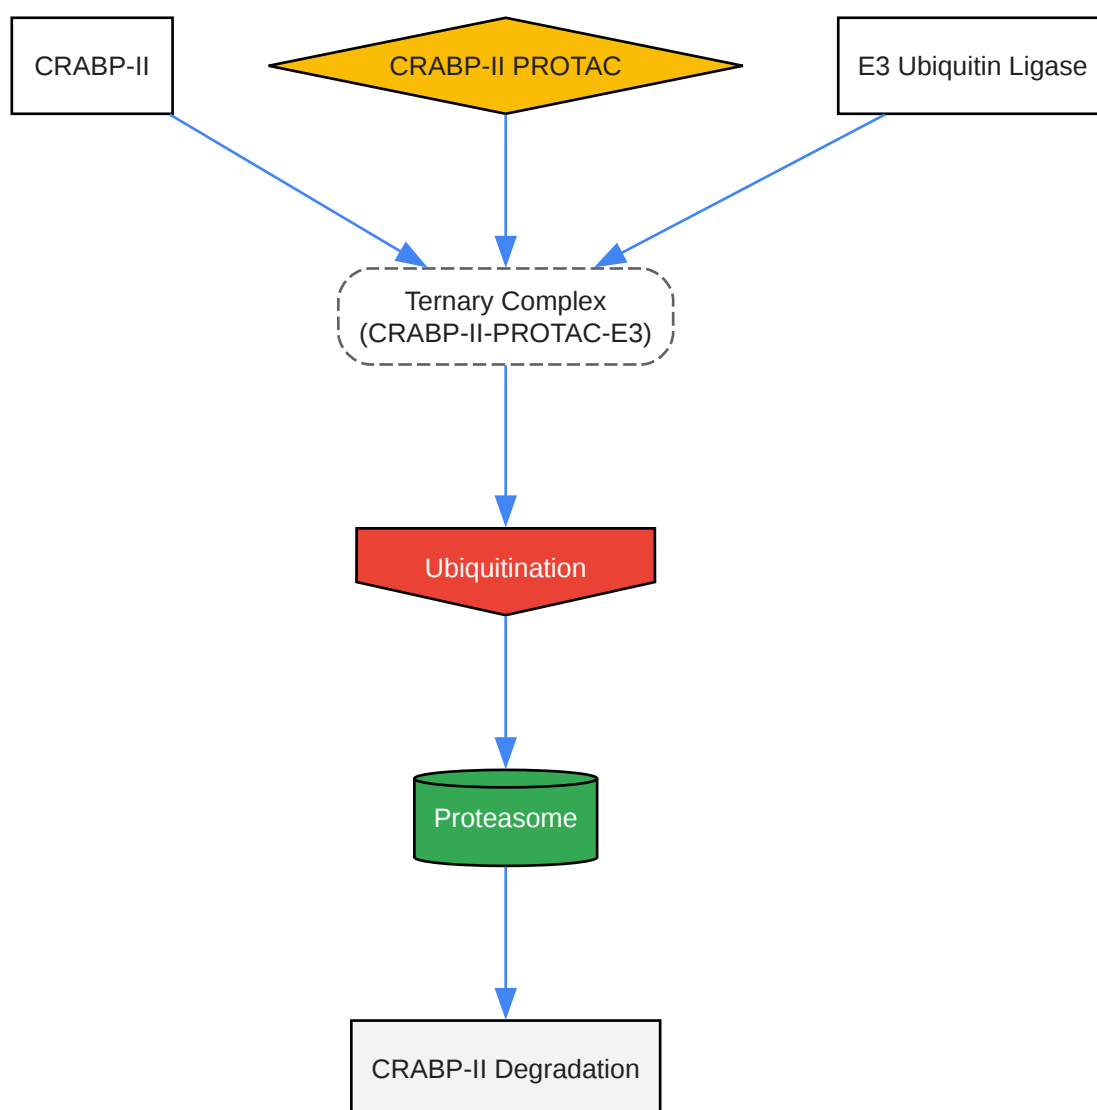 CRABP-II
CRABP-II PROTAC
E3 Ubiquitin Ligase
Ternary Complex
(CRABP-II-PROTAC-E3)
Ubiquitination
Proteasome
CRABP-II Degradation